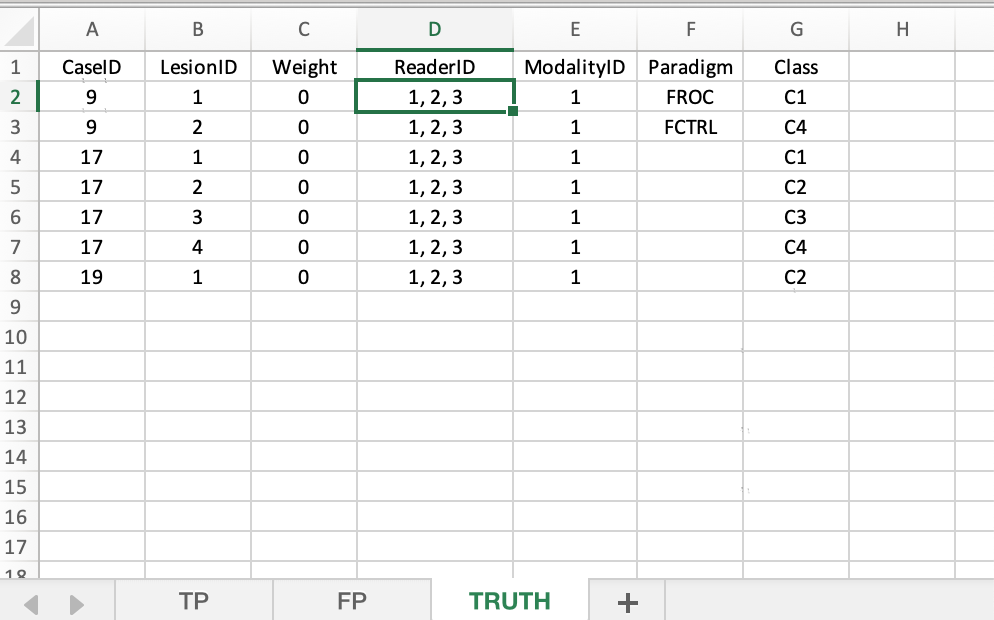 A B C D E F G H
1 CaseID LesionID Weight ReaderID ModalityID Paradigm Class
2 9 1 0 1, 2, 3 1 FROC C1
3 9 2 0 1, 2, 3 1 FCTRL C4
4 17 1 0 1, 2, 3 1 C1
5 17 2 0 1, 2, 3 1 C2
6 17 3 0 1, 2, 3 1 C3
7 17 4 0 1, 2, 3 1 C4
8 19 1 0 1, 2, 3 1 C2
9
10
11
12
13
14
15
16
17
18
TP FP TRUTH +